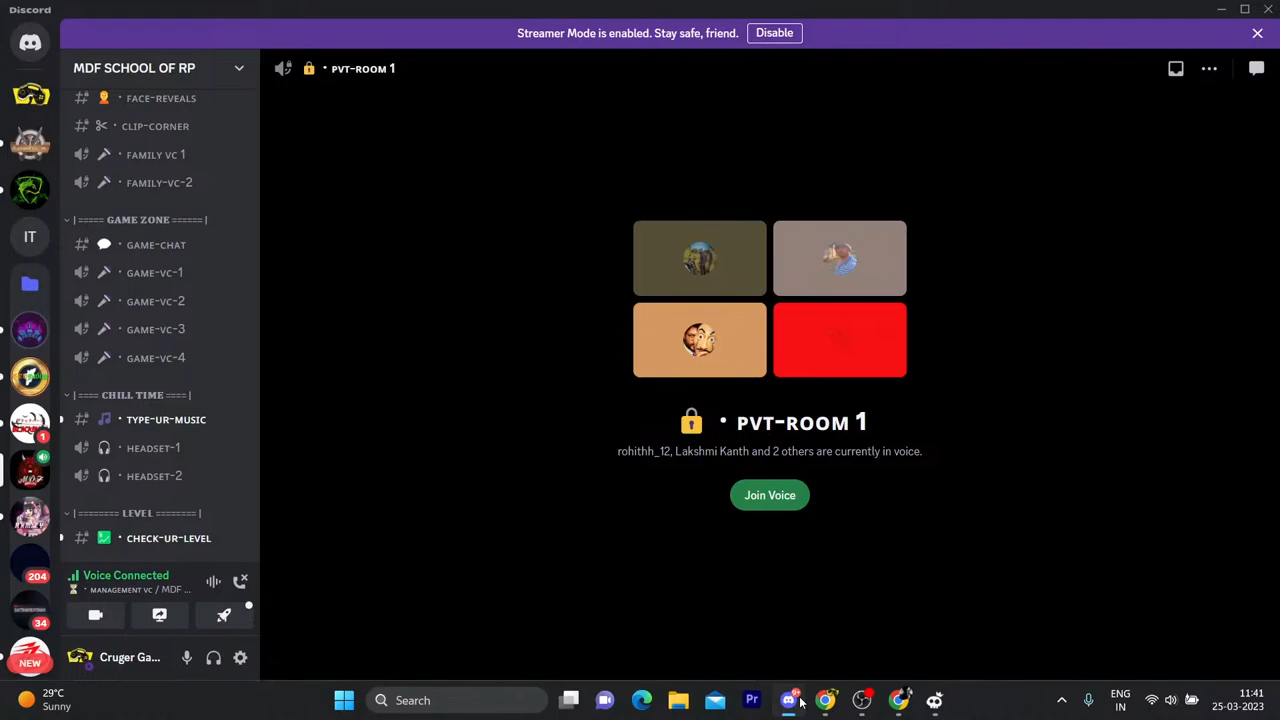 Discord
Streamer Mode is enabled. Stay safe, friend.
Disable
MDF SCHOOL OF RP
• PVT-ROOM 1
• FACE-REVEALS
• CLIP-CORNER
• FAMILY VC 1
• FAMILY-VC-2
|===== GAME ZONE ======|
• GAME-CHAT
• GAME-VC-1
• GAME-VC-2
• GAME-VC-3
• GAME-VC-4
|===== CHILL TIME ====|
• TYPE-UR-MUSIC
• HEADSET-1
• HEADSET-2
|======== LEVEL ========|
• CHECK-UR-LEVEL
IT
1
204
34
NEW
• PVT-ROOM 1
rohithh_12, Lakshmi Kanth and 2 others are currently in voice.
Join Voice
Voice Connected
• MANAGEMENT VC / MDF ...
Cruger Ga...
29°C
Sunny
Search
Pr
9+
ENG
IN
11:41
25-03-2023